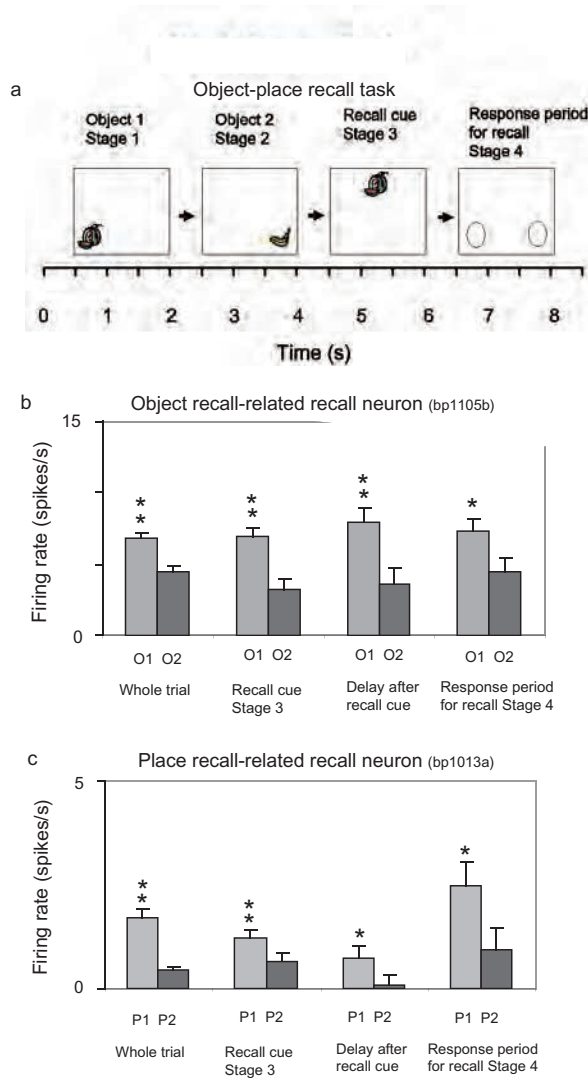 a
Object-place recall task
Object 1
Stage 1
Object 2
Stage 2
Recall cue
Stage 3
Response period
for recall
Stage 4
0 1 2 3 4 5 6 7 8
Time (s)
b
Object recall-related recall neuron (bp1105b)
Firing rate (spikes/s)
15
0
* * * * * * *
O1 O2 O1 O2 O1 O2 O1 O2
Whole trial
Recall cue
Stage 3
Delay after
recall cue
Response period
for recall Stage 4
c
Place recall-related recall neuron (bp1013a)
Firing rate (spikes/s)
5
0
* * * * * *
P1 P2 P1 P2 P1 P2 P1 P2
Whole trial
Recall cue
Stage 3
Delay after
recall cue
Response period
for recall Stage 4